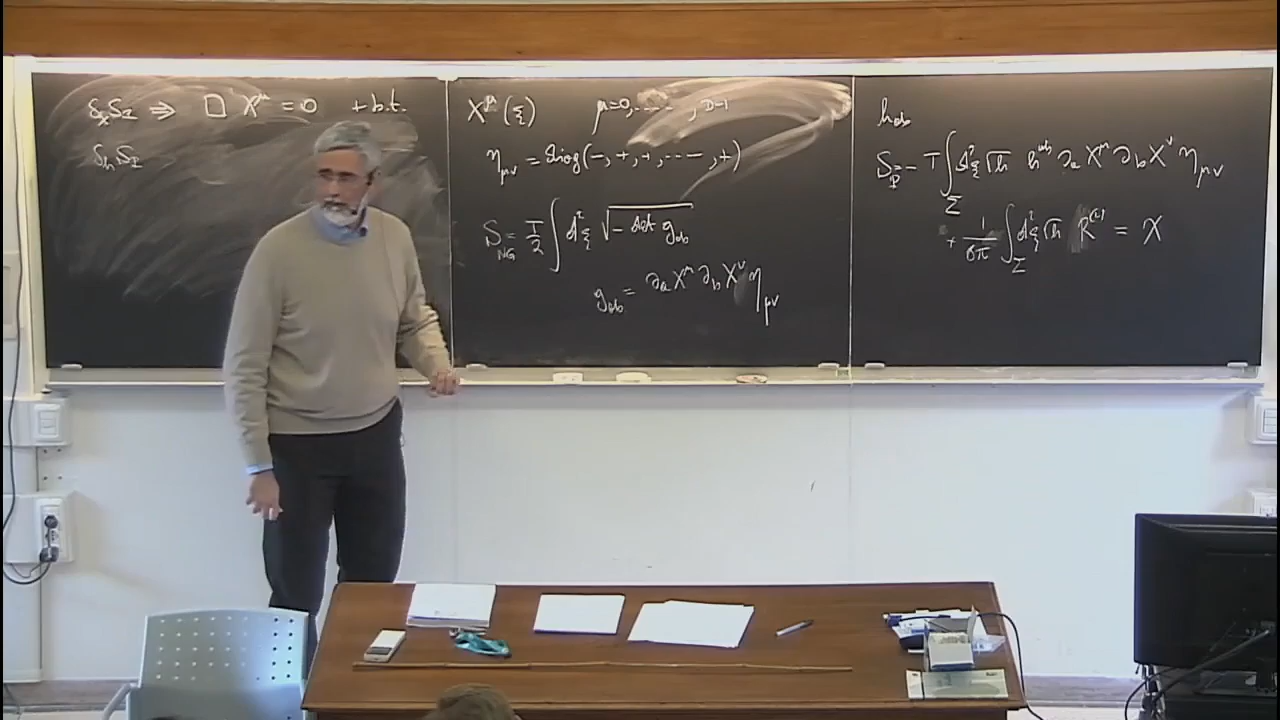 δ_X S_P ⇒ □ X^μ = 0 + b.t.
δ_h S_P
X^μ(ξ) μ=0,....., D-1
η_μν = diag(-,+,+,....,+)
S_NG = T/2 ∫ d²ξ √(-det g_ab)
g_ab = ∂_a X^μ ∂_b X^ν η_μν
h_ab
S_P = -T ∫_Σ d²ξ √h h^ab ∂_a X^μ ∂_b X^ν η_μν
+ 1/8π ∫_Σ d²ξ √h R^(2) = χ